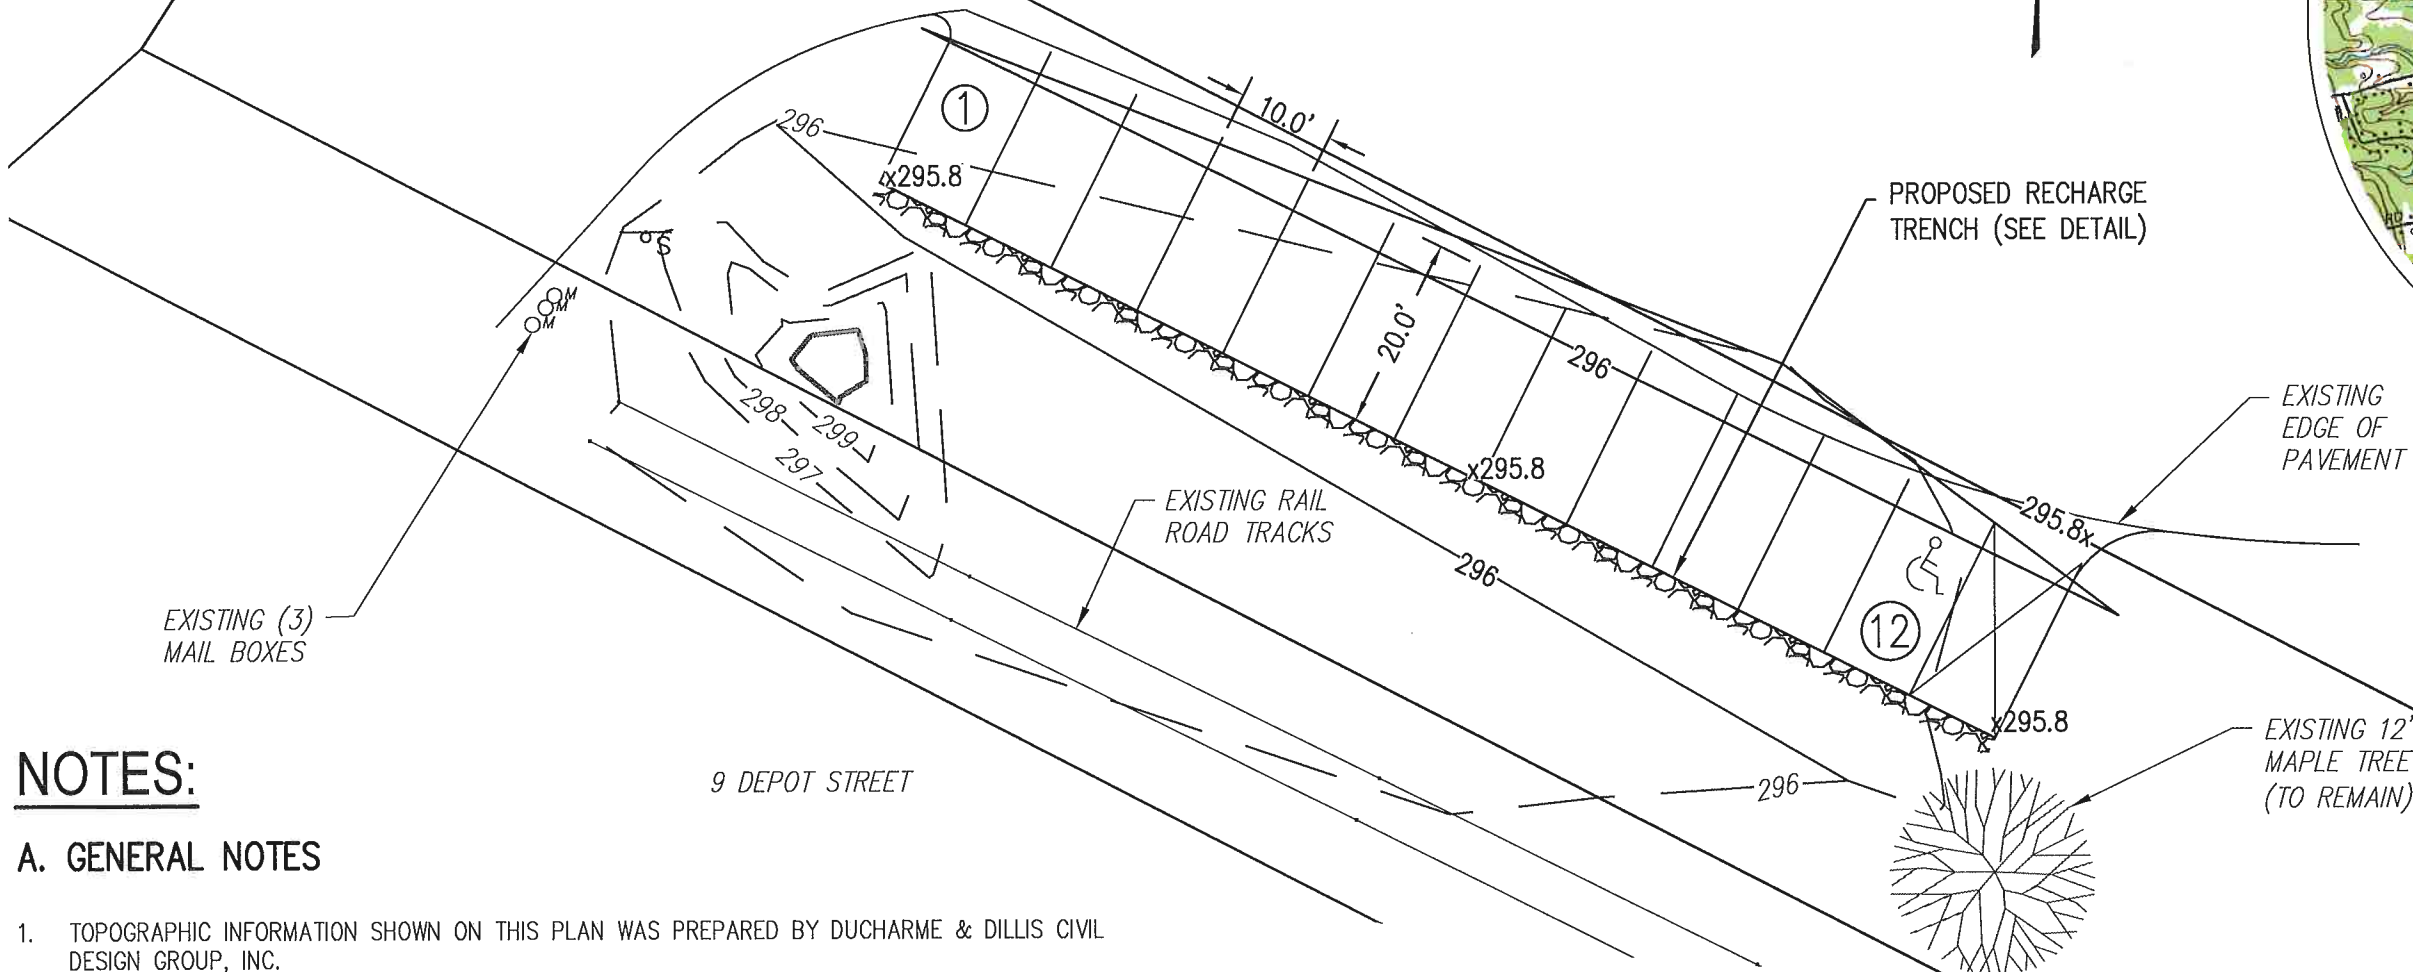 10.0'
1
296
x295.8
PROPOSED RECHARGE
TRENCH (SEE DETAIL)
S
M
M
M
20.0'
296
EXISTING
EDGE OF
PAVEMENT
298
299
297
x295.8
EXISTING RAIL
ROAD TRACKS
295.8x
296
12
EXISTING (3)
MAIL BOXES
x295.8
EXISTING 12"
MAPLE TREE
(TO REMAIN)
296
9 DEPOT STREET
NOTES:
A. GENERAL NOTES
1. TOPOGRAPHIC INFORMATION SHOWN ON THIS PLAN WAS PREPARED BY DUCHARME & DILLIS CIVIL
DESIGN GROUP, INC.